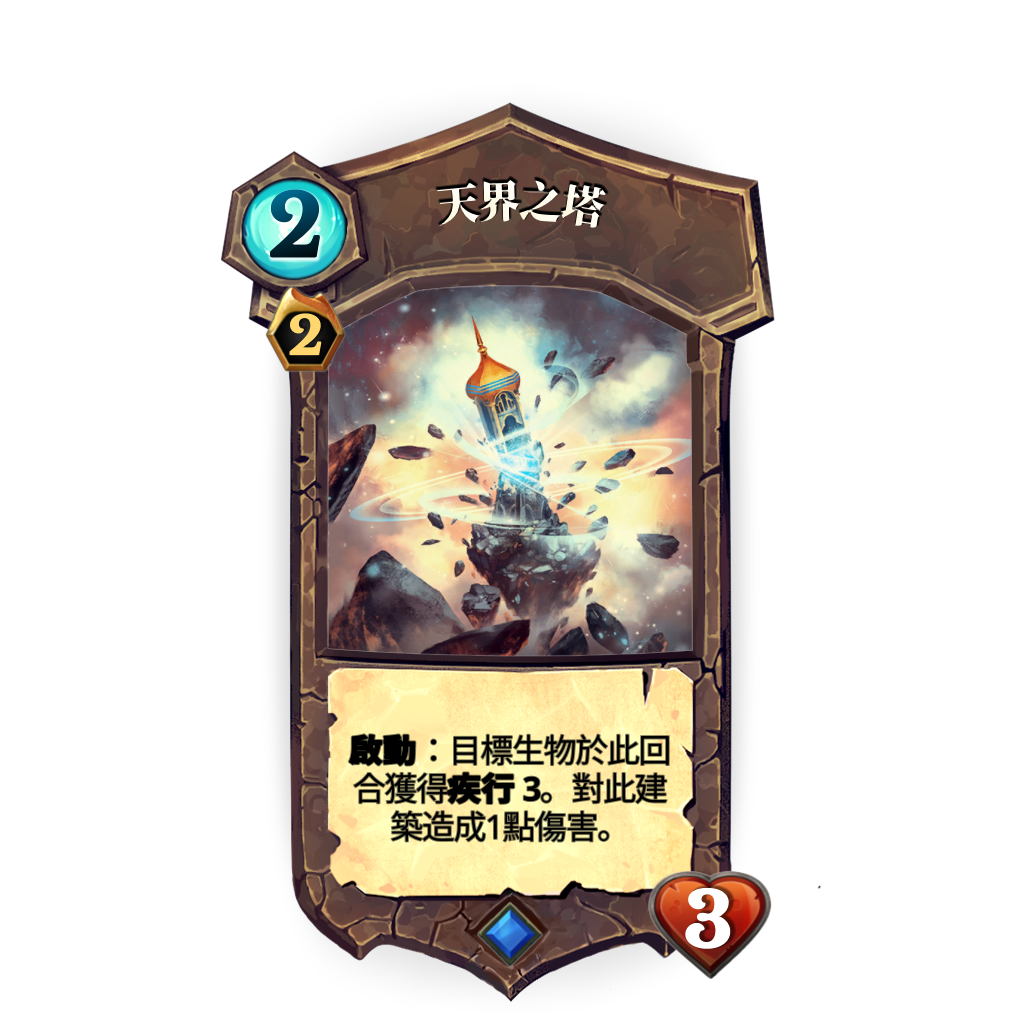 2
天界之塔
2
啟動：目標生物於此回
合獲得疾行 3。對此建
築造成1點傷害。
3